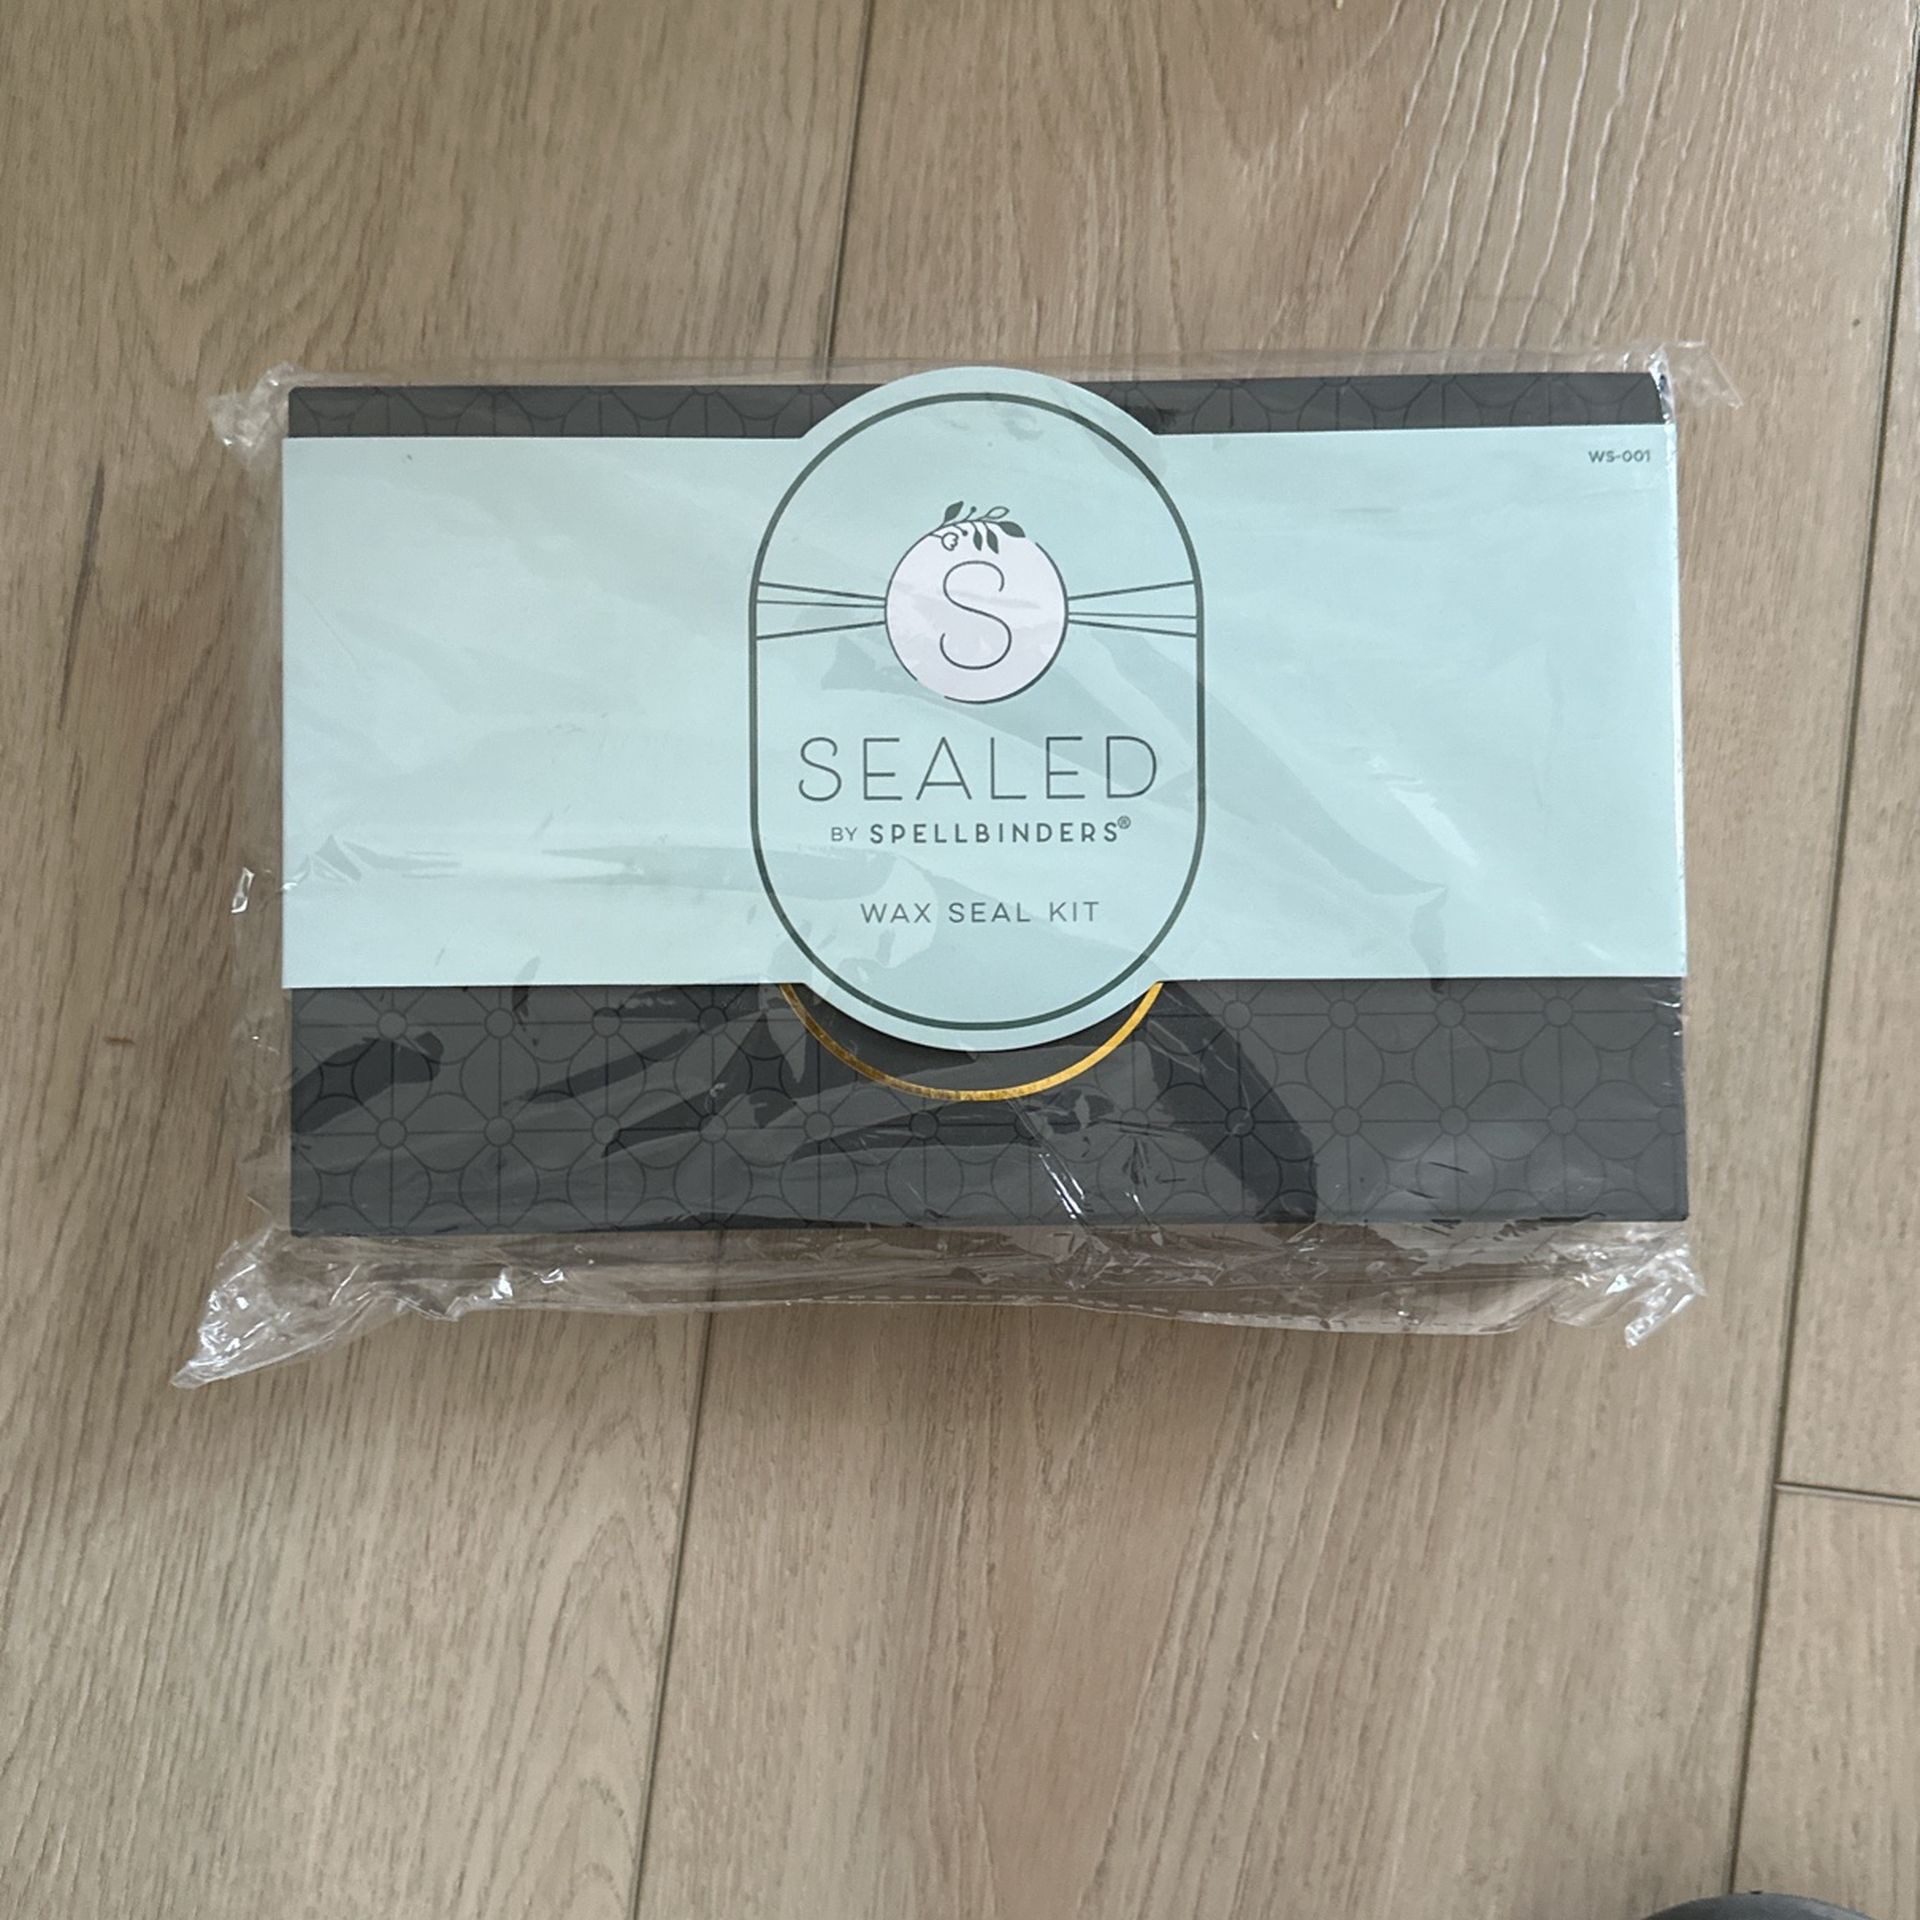 WS-001
S
SEALED
BY SPELLBINDERS®
WAX SEAL KIT